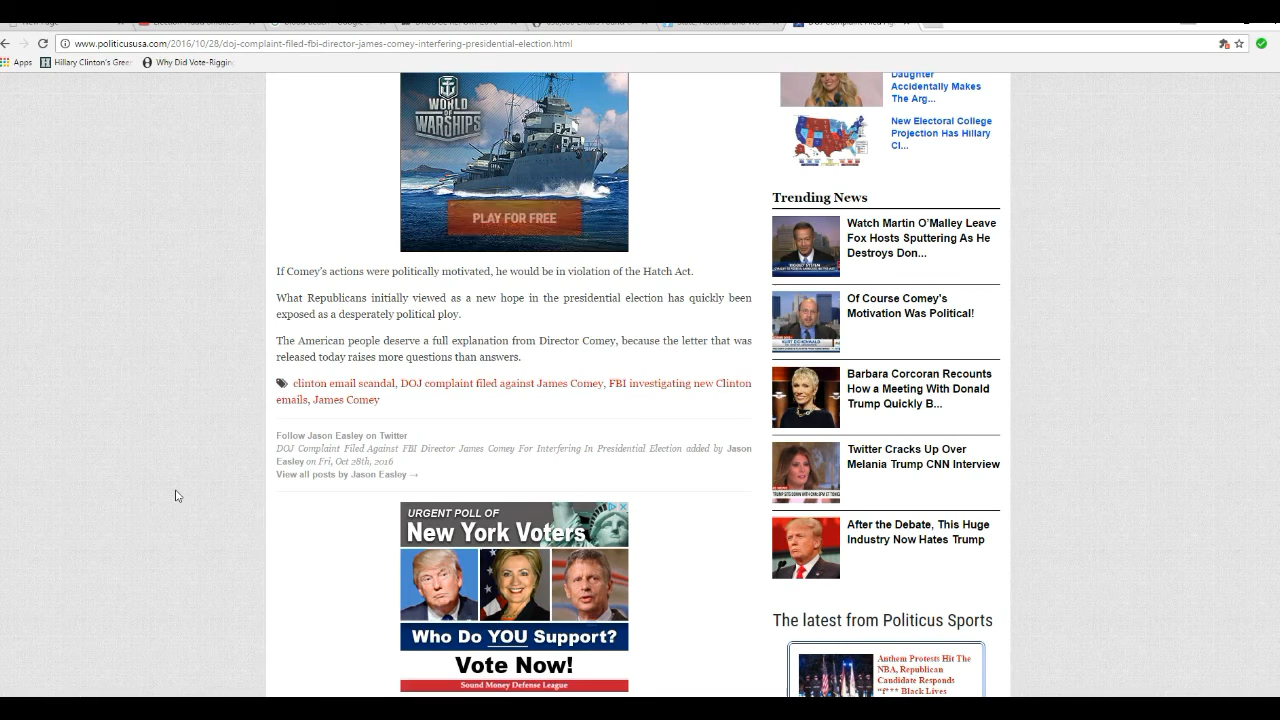 www.politicususa.com/2016/10/28/doj-complaint-filed-fbi-director-james-comey-interfering-presidential-election.html
Apps
Hillary Clinton's Gree
Why Did Vote-Riggin
WORLD
OF
WARSHIPS
PLAY FOR FREE
If Comey's actions were politically motivated, he would be in violation of the Hatch Act.
What Republicans initially viewed as a new hope in the presidential election has quickly been
exposed as a desperately political ploy.
The American people deserve a full explanation from Director Comey, because the letter that was
released today raises more questions than answers.
clinton email scandal, DOJ complaint filed against James Comey, FBI investigating new Clinton
emails, James Comey
Follow Jason Easley on Twitter
DOJ Complaint Filed Against FBI Director James Comey For Interfering In Presidential Election added by Jason
Easley on Fri, Oct 28th, 2016
View all posts by Jason Easley →
URGENT POLL OF
New York Voters
Who Do YOU Support?
Vote Now!
Sound Money Defense League
Daughter
Accidentally Makes
The Arg...
New Electoral College
Projection Has Hillary
Cl...
Trending News
Watch Martin O'Malley Leave
Fox Hosts Sputtering As He
Destroys Don...
Of Course Comey's
Motivation Was Political!
KURT EICHENWALD
Barbara Corcoran Recounts
How a Meeting With Donald
Trump Quickly B...
Twitter Cracks Up Over
Melania Trump CNN Interview
After the Debate, This Huge
Industry Now Hates Trump
The latest from Politicus Sports
Anthem Protests Hit The
NBA, Republican
Candidate Responds
"f*** Black Lives